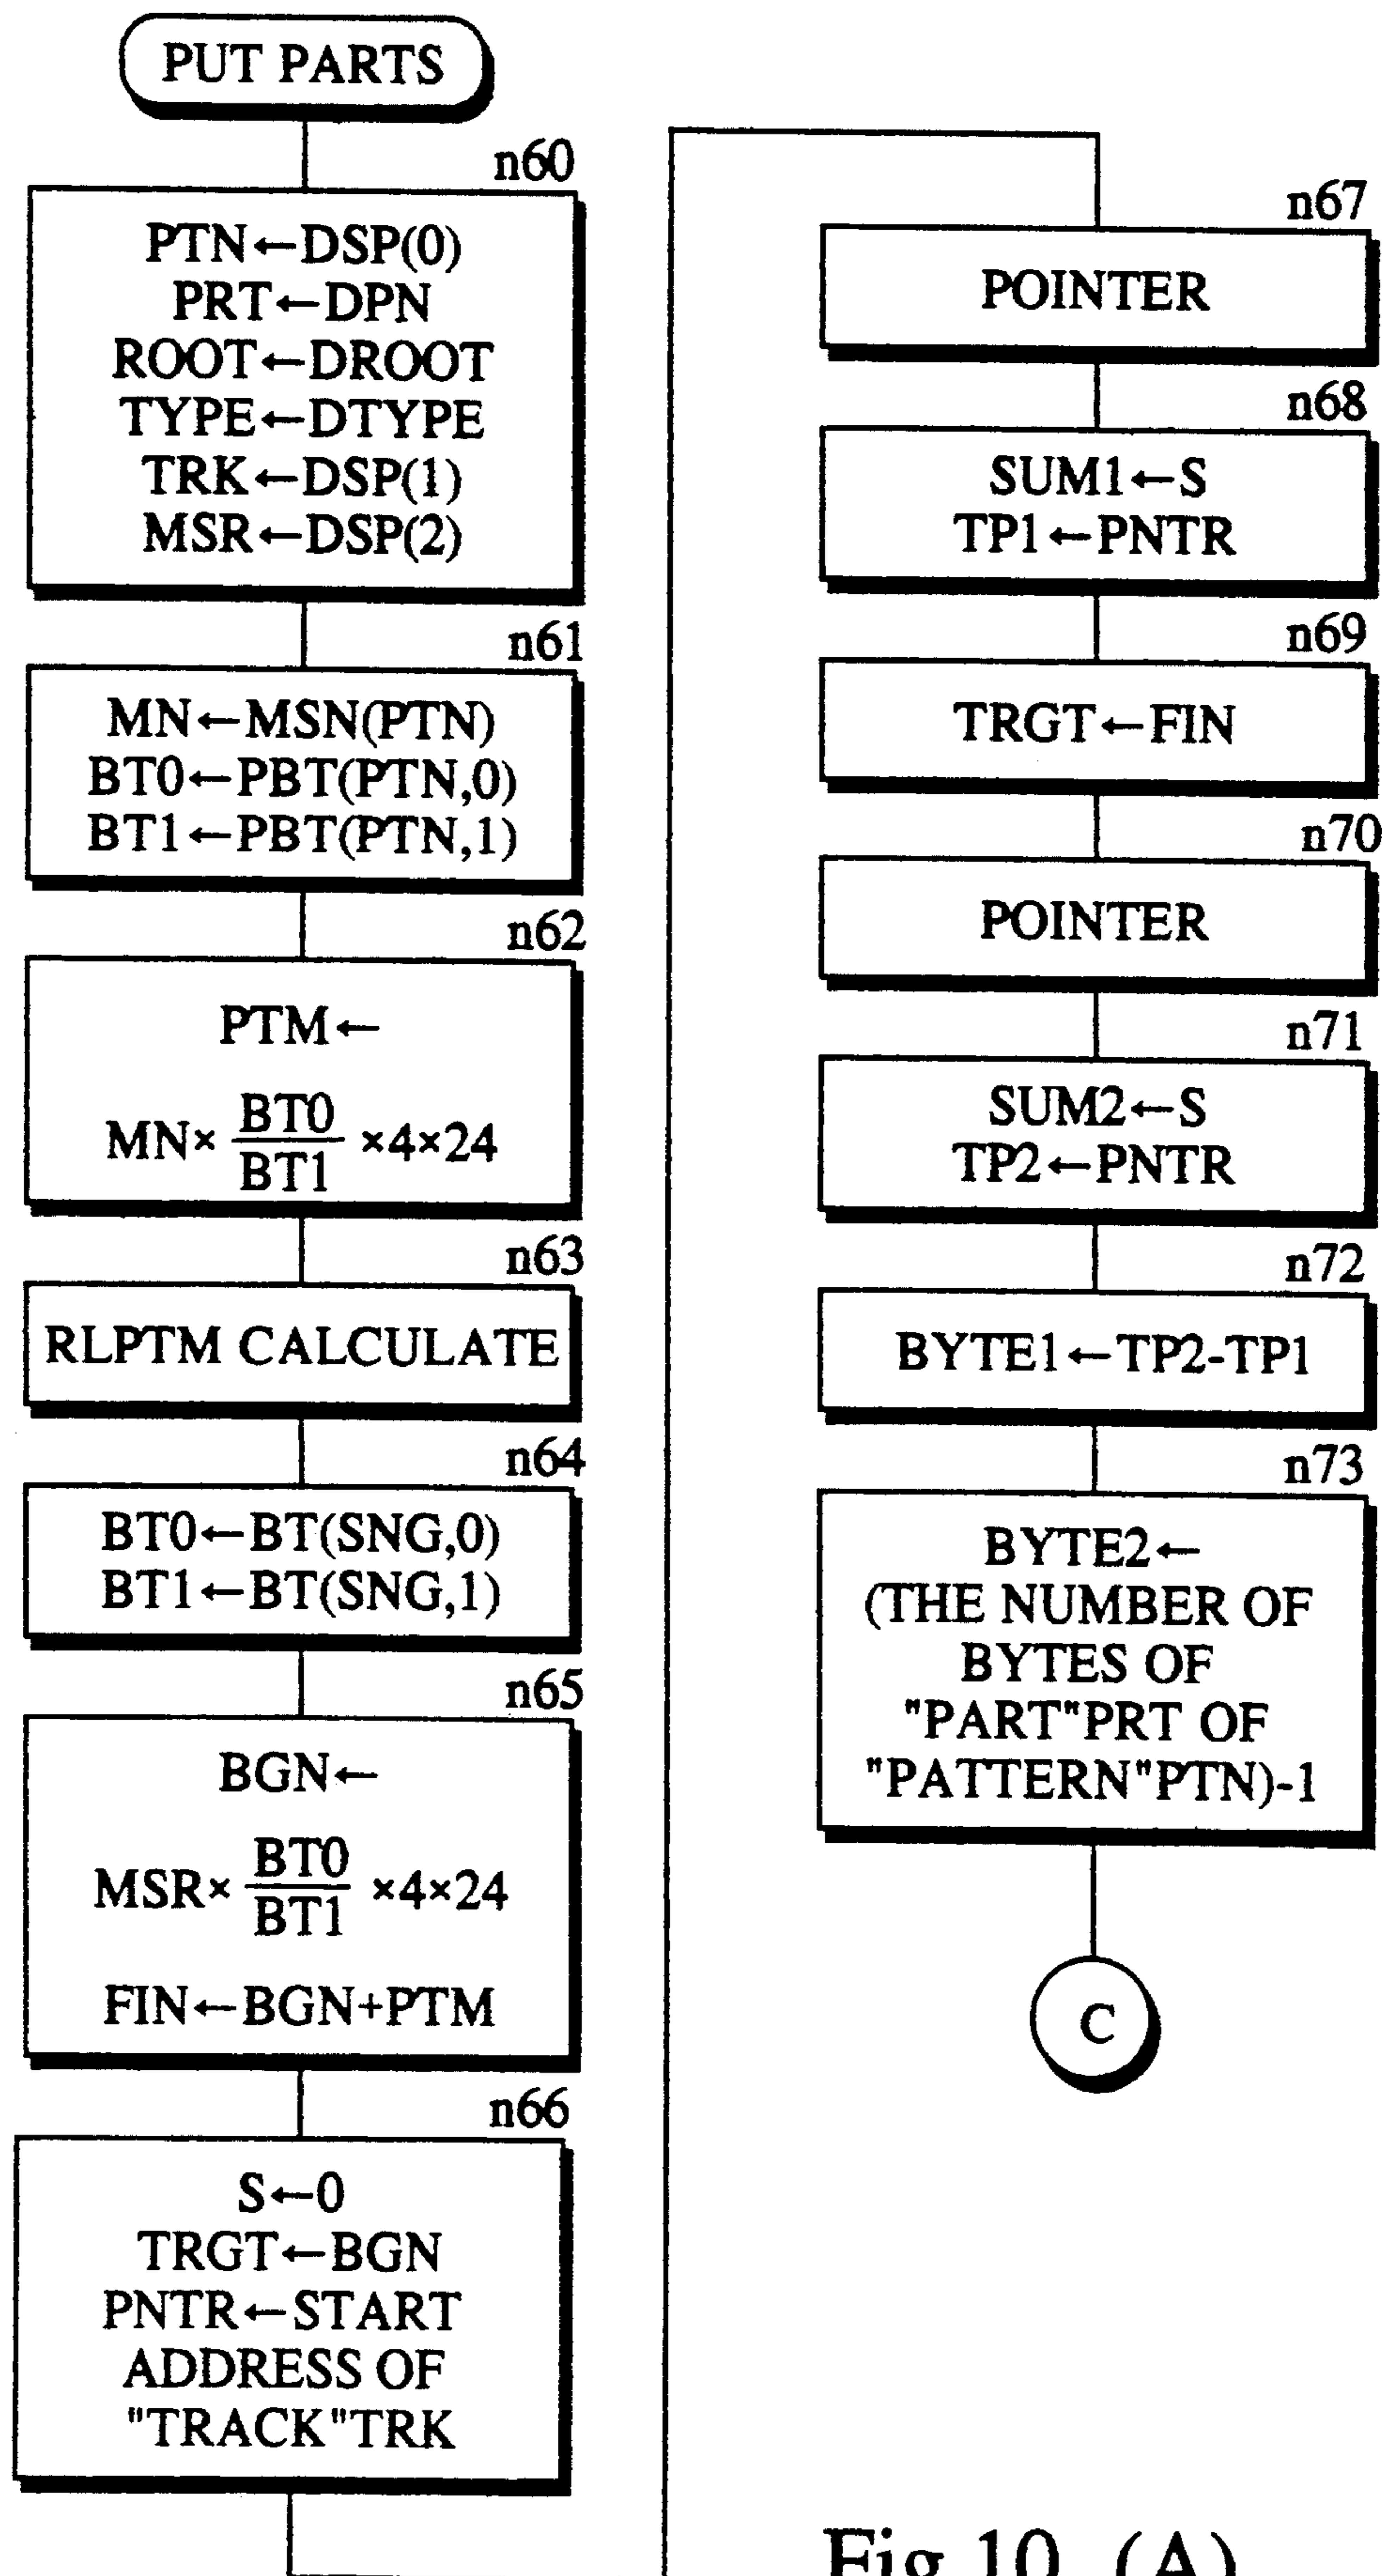 PUT PARTS
n60
PTN←DSP(0)
PRT←DPN
ROOT←DROOT
TYPE←DTYPE
TRK←DSP(1)
MSR←DSP(2)
n61
MN←MSN(PTN)
BT0←PBT(PTN,0)
BT1←PBT(PTN,1)
n62
PTM←
MN× BT0/BT1 ×4×24
n63
RLPTM CALCULATE
n64
BT0←BT(SNG,0)
BT1←BT(SNG,1)
n65
BGN←
MSR× BT0/BT1 ×4×24
FIN←BGN+PTM
n66
S←0
TRGT←BGN
PNTR←START
ADDRESS OF
"TRACK"TRK
n67
POINTER
n68
SUM1←S
TP1←PNTR
n69
TRGT←FIN
n70
POINTER
n71
SUM2←S
TP2←PNTR
n72
BYTE1←TP2-TP1
n73
BYTE2←
(THE NUMBER OF
BYTES OF
"PART"PRT OF
"PATTERN"PTN)-1
C
Fig.10 (A)